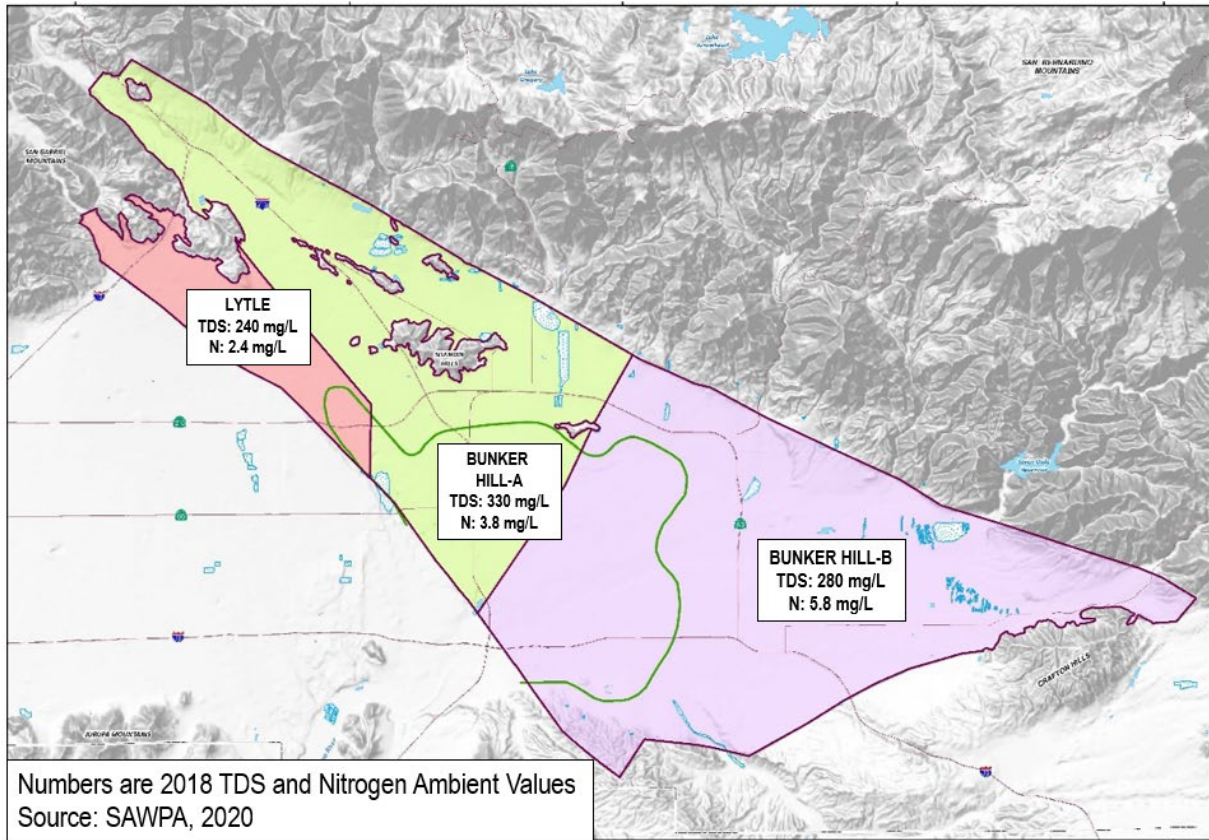 SAN BERNARDINO
MOUNTAINS
SAN GABRIEL
MOUNTAINS
LYTLE
TDS: 240 mg/L
N: 2.4 mg/L
BUNKER
HILL-A
TDS: 330 mg/L
N: 3.8 mg/L
BUNKER HILL-B
TDS: 280 mg/L
N: 5.8 mg/L
CRAFTON HILLS
JURUPA MOUNTAINS
Numbers are 2018 TDS and Nitrogen Ambient Values
Source: SAWPA, 2020